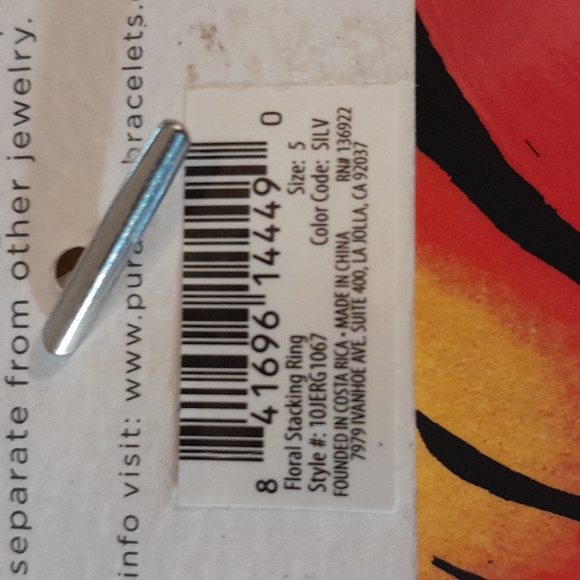 separate from other jewelry.
info visit: www.pura bracelets.
8 41696 14449 0
Floral Stacking Ring
Size: 5
Style #: 10JERG1067
Color Code: SILV
FOUNDED IN COSTA RICA • MADE IN CHINA
RN# 136922
7979 IVANHOE AVE. SUITE 400, LA JOLLA, CA 92037